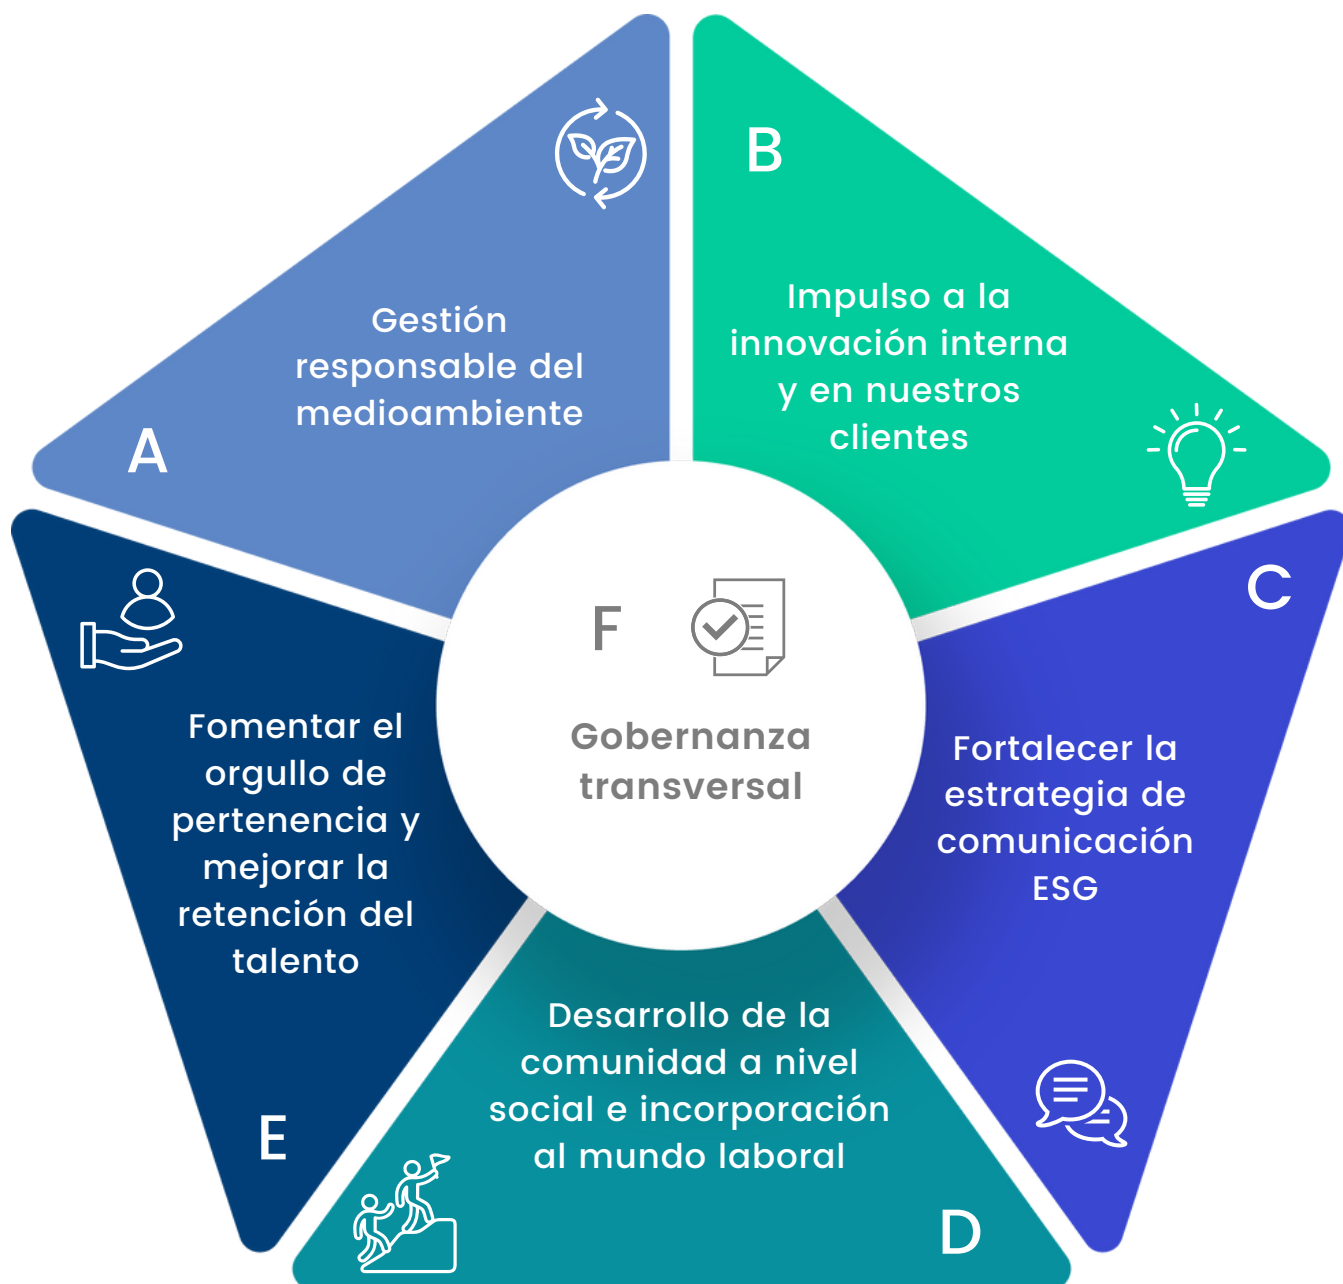 A
Gestión
responsable del
medioambiente
B
Impulso a la
innovación interna
y en nuestros
clientes
C
Fortalecer la
estrategia de
comunicación
ESG
D
Desarrollo de la
comunidad a nivel
social e incorporación
al mundo laboral
E
Fomentar el
orgullo de
pertenencia y
mejorar la
retención del
talento
F
Gobernanza
transversal